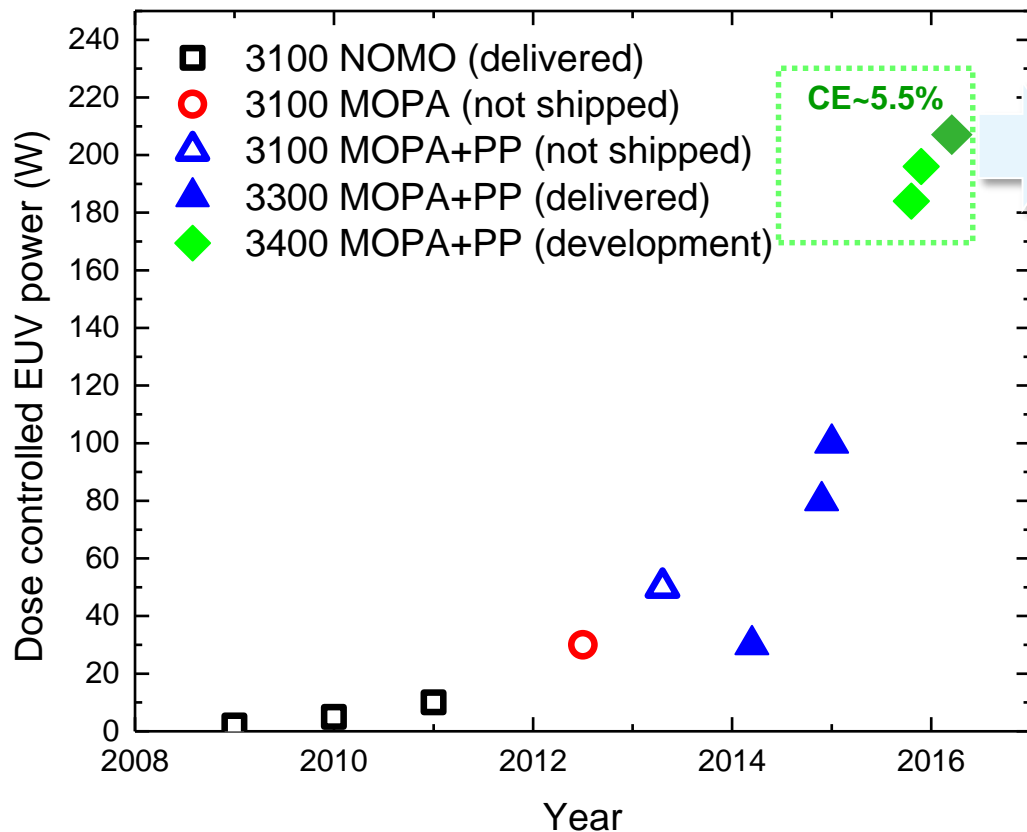 240
220
200
180
160
140
120
100
80
60
40
20
0
Dose controlled EUV power (W)
3100 NOMO (delivered)
3100 MOPA (not shipped)
3100 MOPA+PP (not shipped)
3300 MOPA+PP (delivered)
3400 MOPA+PP (development)
CE~5.5%
2008 2010 2012 2014 2016
Year